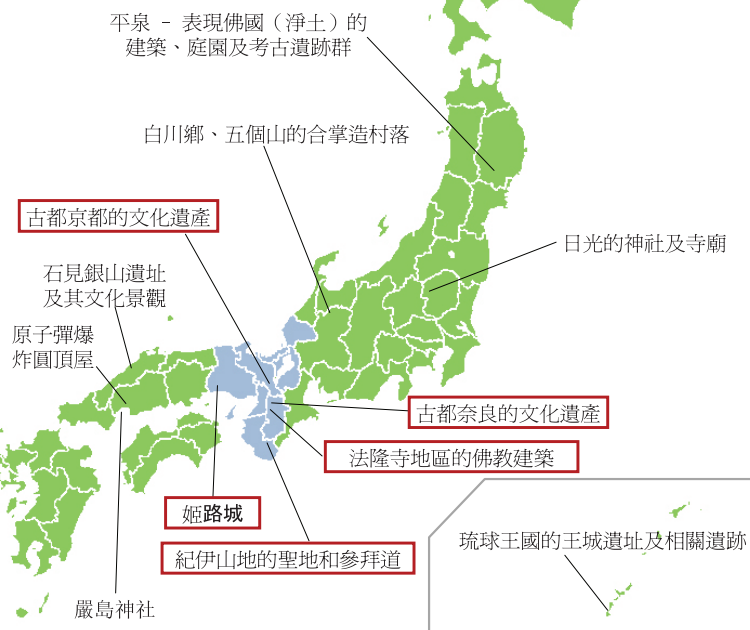 平泉 – 表現佛國（淨土）的
建築、庭園及考古遺跡群
白川鄉、五個山的合掌造村落
古都京都的文化遺產
日光的神社及寺廟
石見銀山遺址
及其文化景觀
原子彈爆
炸圓頂屋
古都奈良的文化遺產
法隆寺地區的佛教建築
姬路城
琉球王國的王城遺址及相關遺跡
紀伊山地的聖地和參拜道
嚴島神社